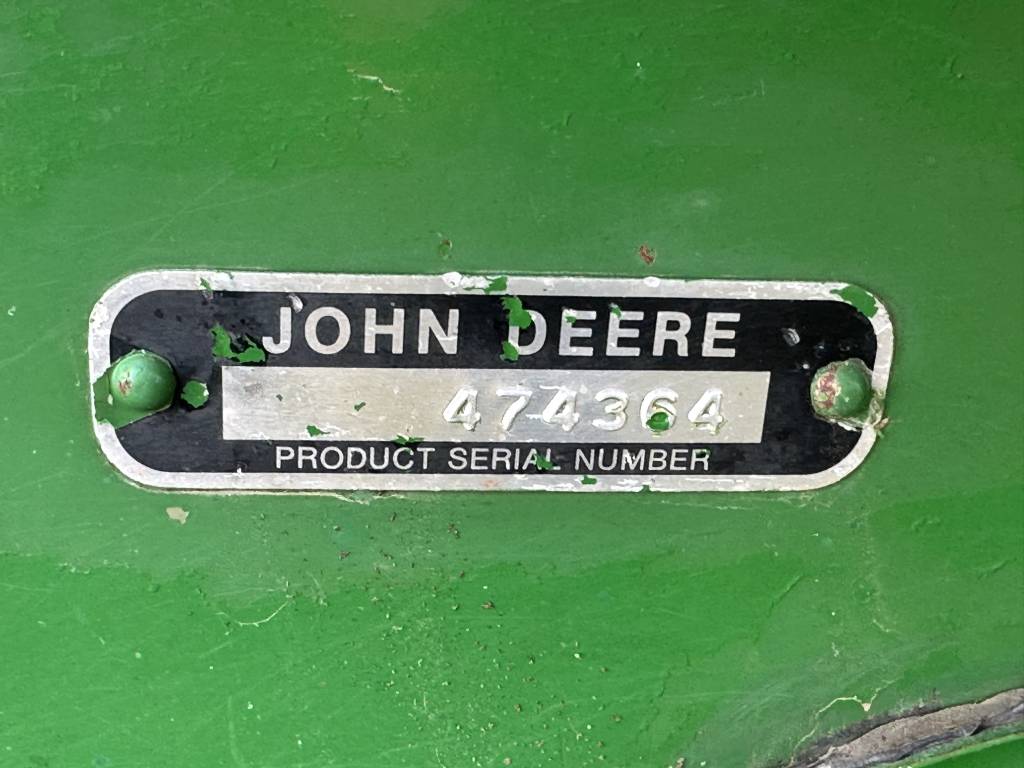 JOHN DEERE
474364
PRODUCT SERIAL NUMBER